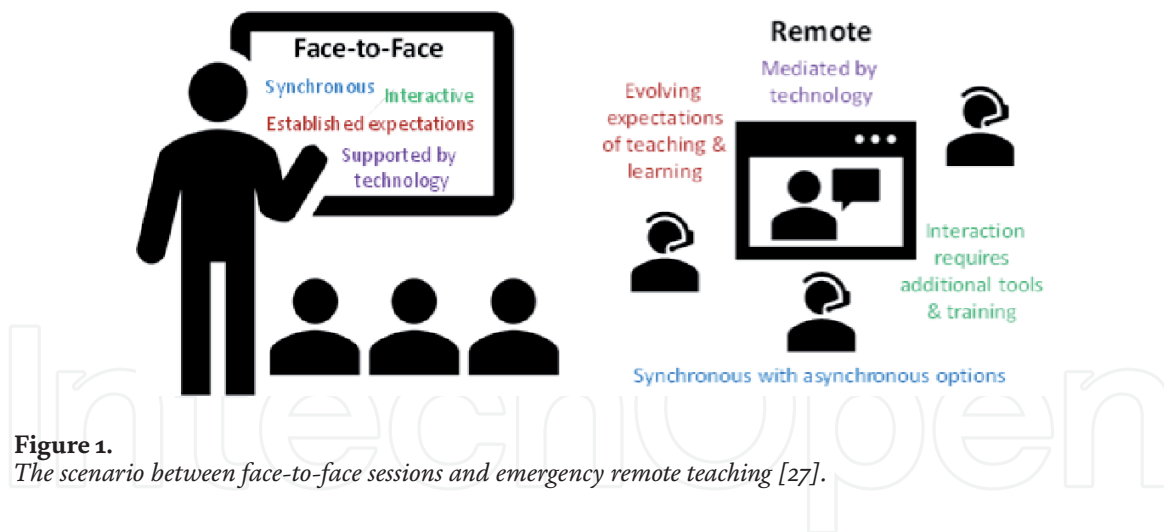 Face-to-Face
Synchronous
Interactive
Established expectations
Supported by
technology
Remote
Mediated by
technology
Evolving
expectations
of teaching &
learning
Interaction
requires
additional tools
& training
Synchronous with asynchronous options
IntechOpen
Figure 1.
The scenario between face-to-face sessions and emergency remote teaching [27].